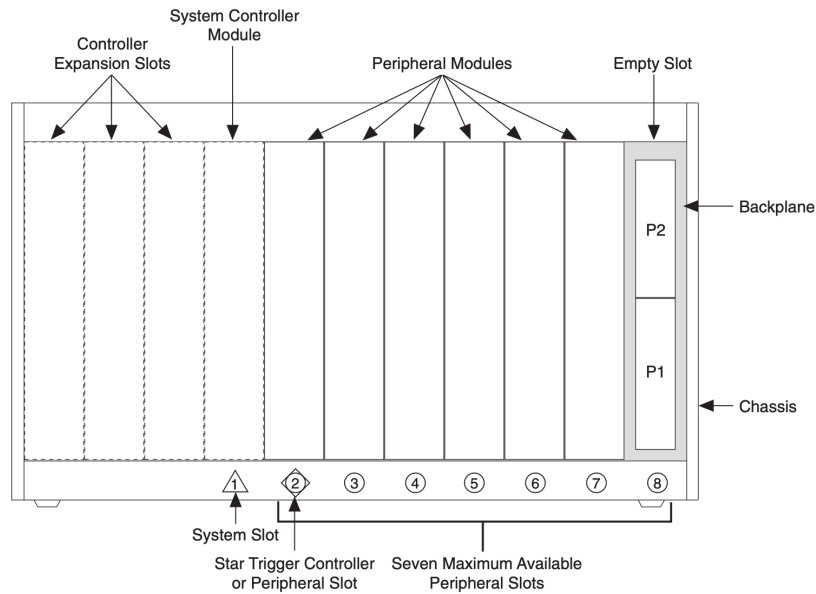 System Controller
Module
Controller
Expansion Slots
Peripheral Modules
Empty Slot
Backplane
P2
P1
Chassis
1
2
3
4
5
6
7
8
System Slot
Star Trigger Controller
or Peripheral Slot
Seven Maximum Available
Peripheral Slots